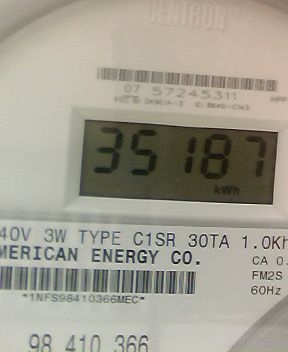 CENTRON
07 57245311
35187
kWh
40V 3W TYPE C1SR 30TA 1.0Kh
MERICAN ENERGY CO.
CA 0.
FM2S
*1NFS98410366MEC*
60Hz
98 410 366